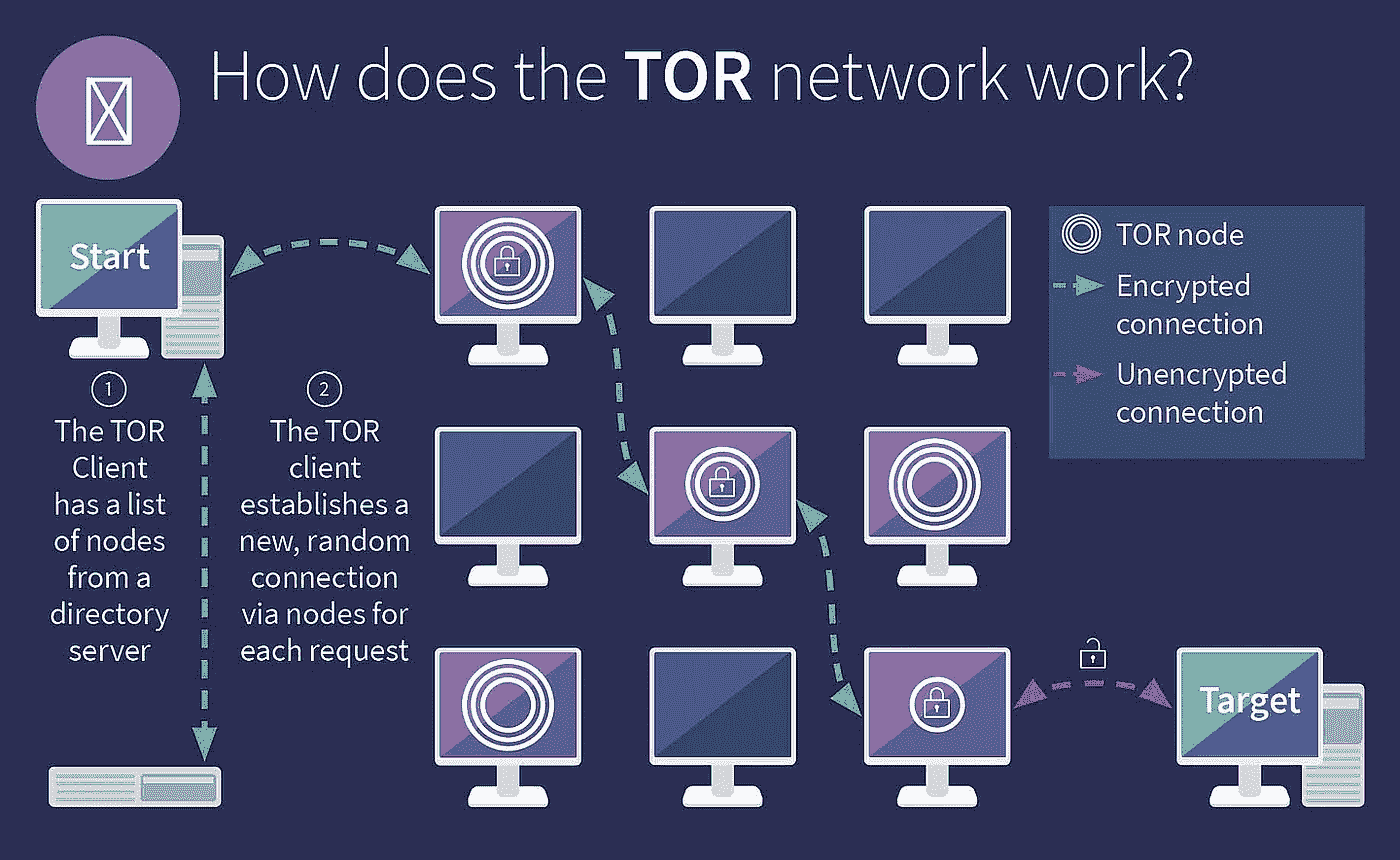 How does the TOR network work?
Start
TOR node
Encrypted
connection
Unencrypted
connection
1
The TOR
Client
has a list
of nodes
from a
directory
server
2
The TOR
client
establishes a
new, random
connection
via nodes for
each request
Target